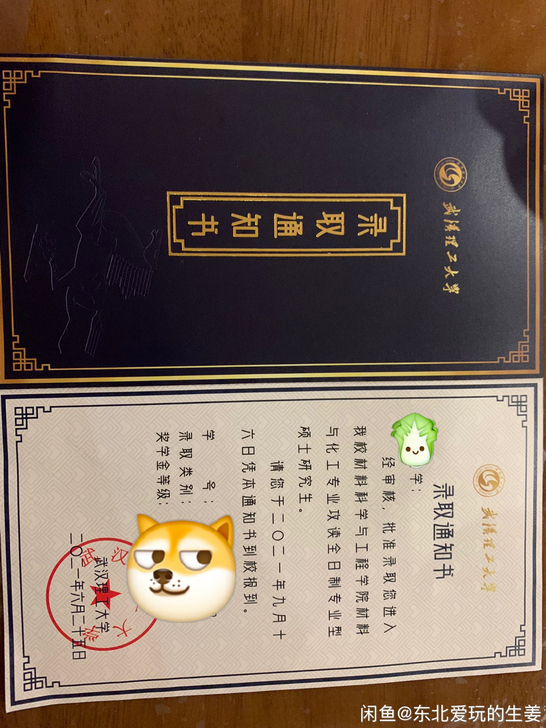 武汉理工大学
录取通知书
武汉理工大学
录取通知书
学：
经审核，批准录取您进入
我校材料科学与工程学院材料
与化工专业攻读全日制专业型
硕士研究生。
请您于二〇二一年九月十
六日凭本通知书到校报到。
学号：
录取类别：
奖学金等级：
武汉理工大学
二〇二一年六月二十五日
武汉
大学
闲鱼@东北爱玩的生姜